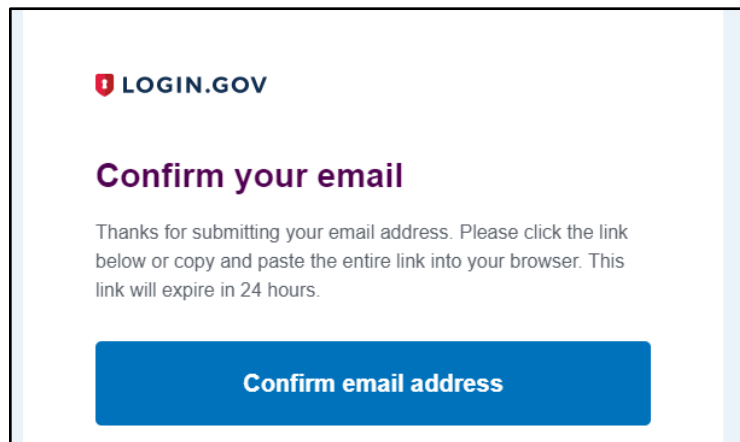 LOGIN.GOV
Confirm your email
Thanks for submitting your email address. Please click the link
below or copy and paste the entire link into your browser. This
link will expire in 24 hours.
Confirm email address